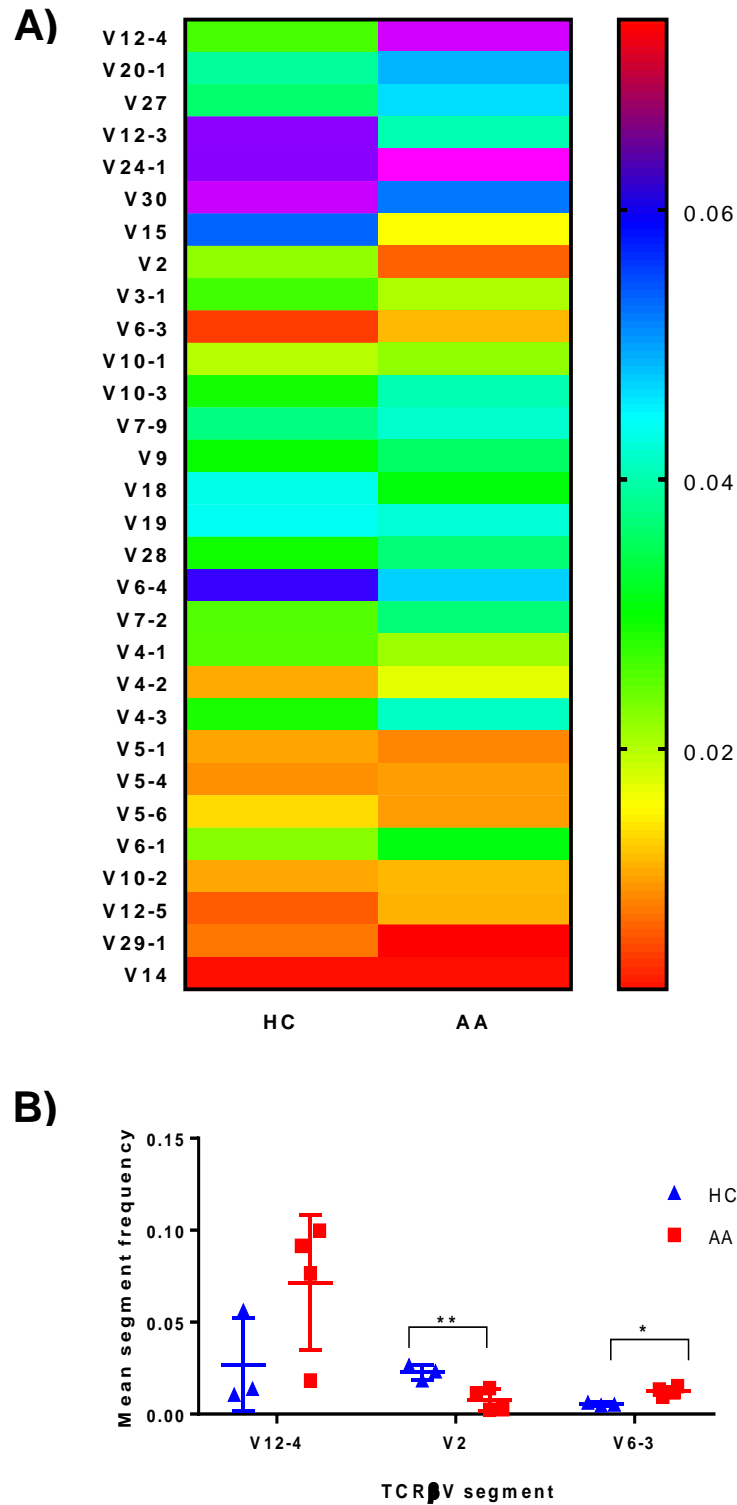 A)
V12-4
V20-1
V27
V12-3
V24-1
V30
V15
V2
V3-1
V6-3
V10-1
V10-3
V7-9
V9
V18
V19
V28
V6-4
V7-2
V4-1
V4-2
V4-3
V5-1
V5-4
V5-6
V6-1
V10-2
V12-5
V29-1
V14
HC AA
0.06
0.04
0.02
B)
Mean segment frequency
0.15
0.10
0.05
0.00
** *
HC
AA
V12-4 V2 V6-3
TCRβV segment